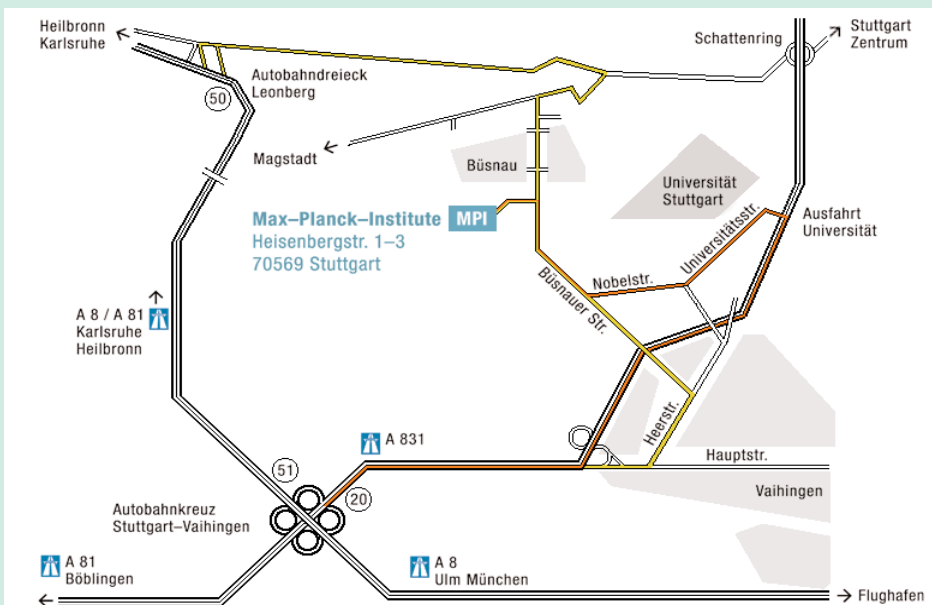 Heilbronn
Karlsruhe
Stuttgart
Zentrum
Schattenring
Autobahndreieck
Leonberg
50
Magstadt
Büsnau
Universität
Stuttgart
Max–Planck–Institute MPI
Heisenbergstr. 1–3
70569 Stuttgart
Universitätsstr.
Ausfahrt
Universität
Nobelstr.
Büsnauer Str.
A 8 / A 81
Karlsruhe
Heilbronn
Heerstr.
A 831
Hauptstr.
51
20
Vaihingen
Autobahnkreuz
Stuttgart–Vaihingen
A 81
Böblingen
A 8
Ulm München
Flughafen